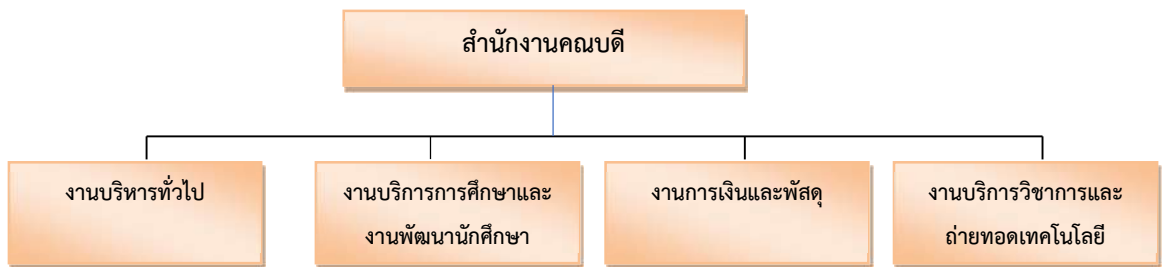 สำนักงานคณบดี
งานบริหารทั่วไป
งานบริการการศึกษาและ
งานพัฒนานักศึกษา
งานการเงินและพัสดุ
งานบริการวิชาการและ
ถ่ายทอดเทคโนโลยี